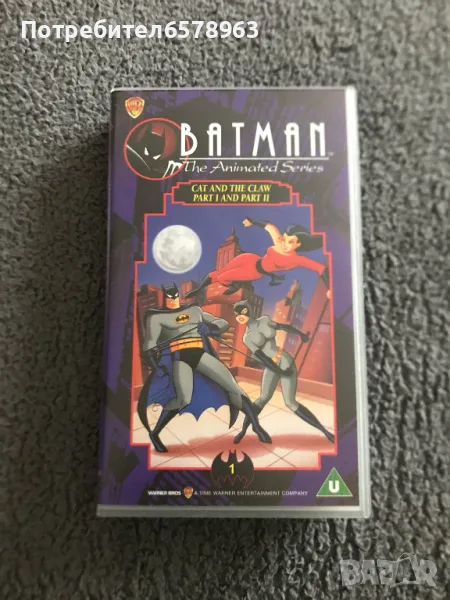 Потребител6578963
BATMAN
The Animated Series
CAT AND THE CLAW
PART I AND PART II
1
WARNER BROS
A TIME WARNER ENTERTAINMENT COMPANY
U
BAZAR